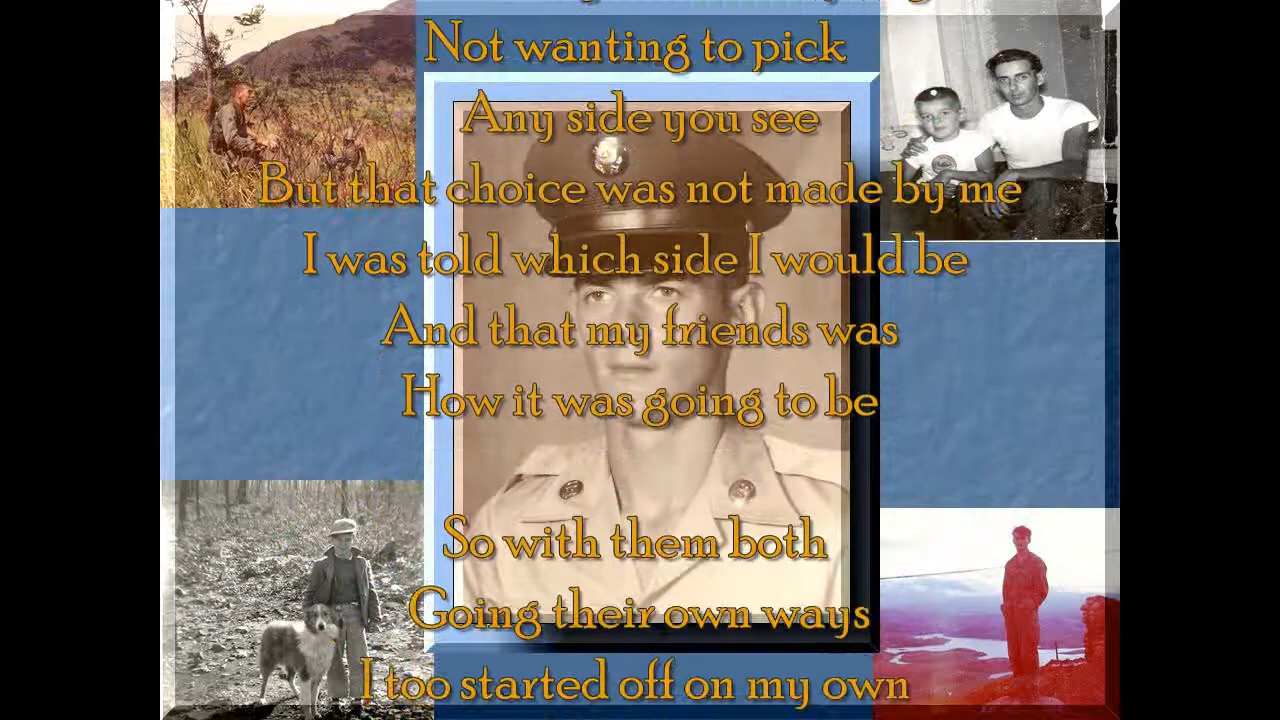 Not wanting to pick
Any side you see
But that choice was not made by me
I was told which side I would be
And that my friends was
How it was going to be
So with them both
Going their own ways
I too started off on my own